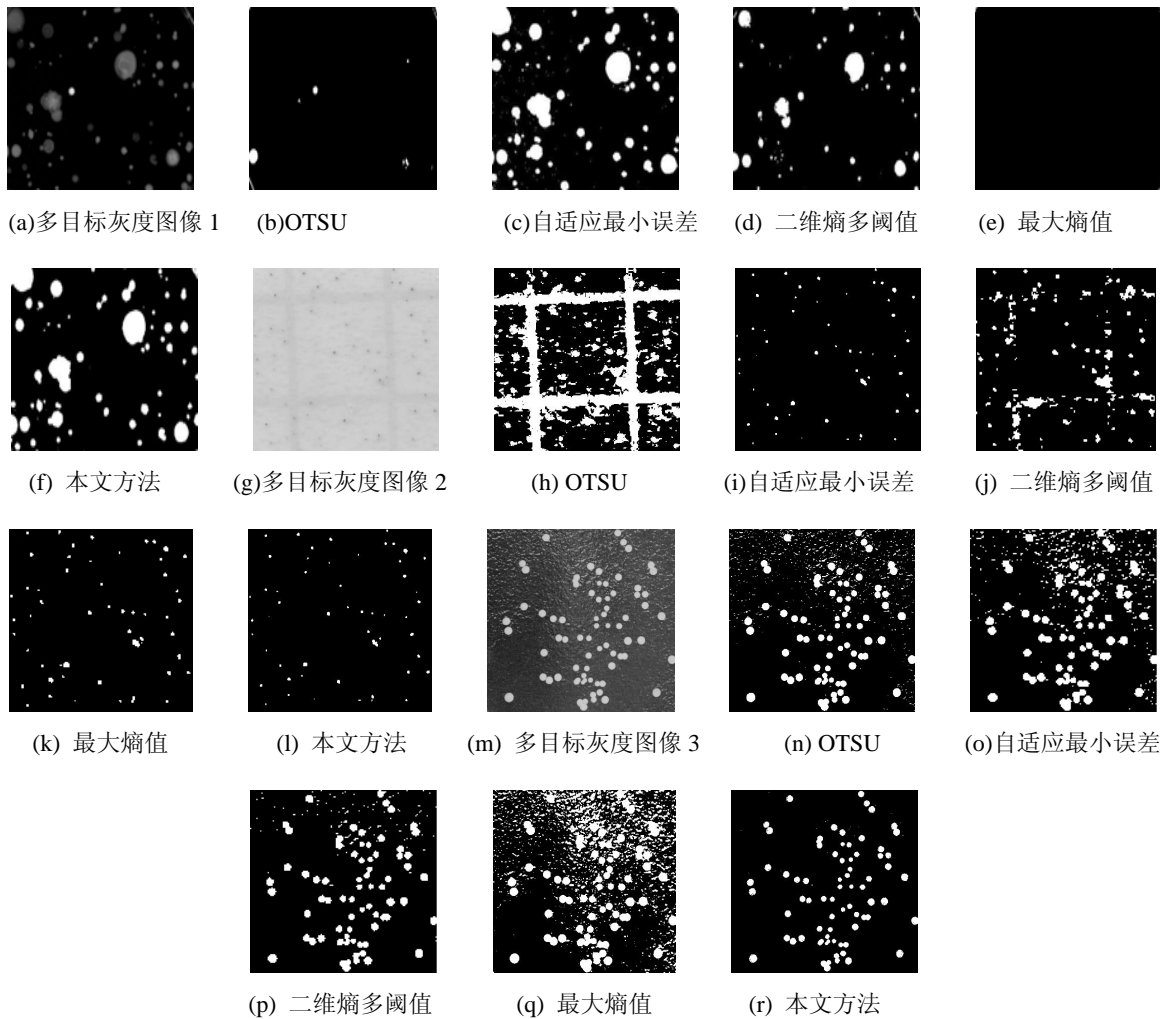 (a)多目标灰度图像 1 (b)OTSU (c)自适应最小误差 (d) 二维熵多阈值 (e) 最大熵值
(f) 本文方法 (g)多目标灰度图像 2 (h) OTSU (i)自适应最小误差 (j) 二维熵多阈值
(k) 最大熵值 (l) 本文方法 (m) 多目标灰度图像 3 (n) OTSU (o)自适应最小误差
(p) 二维熵多阈值 (q) 最大熵值 (r) 本文方法